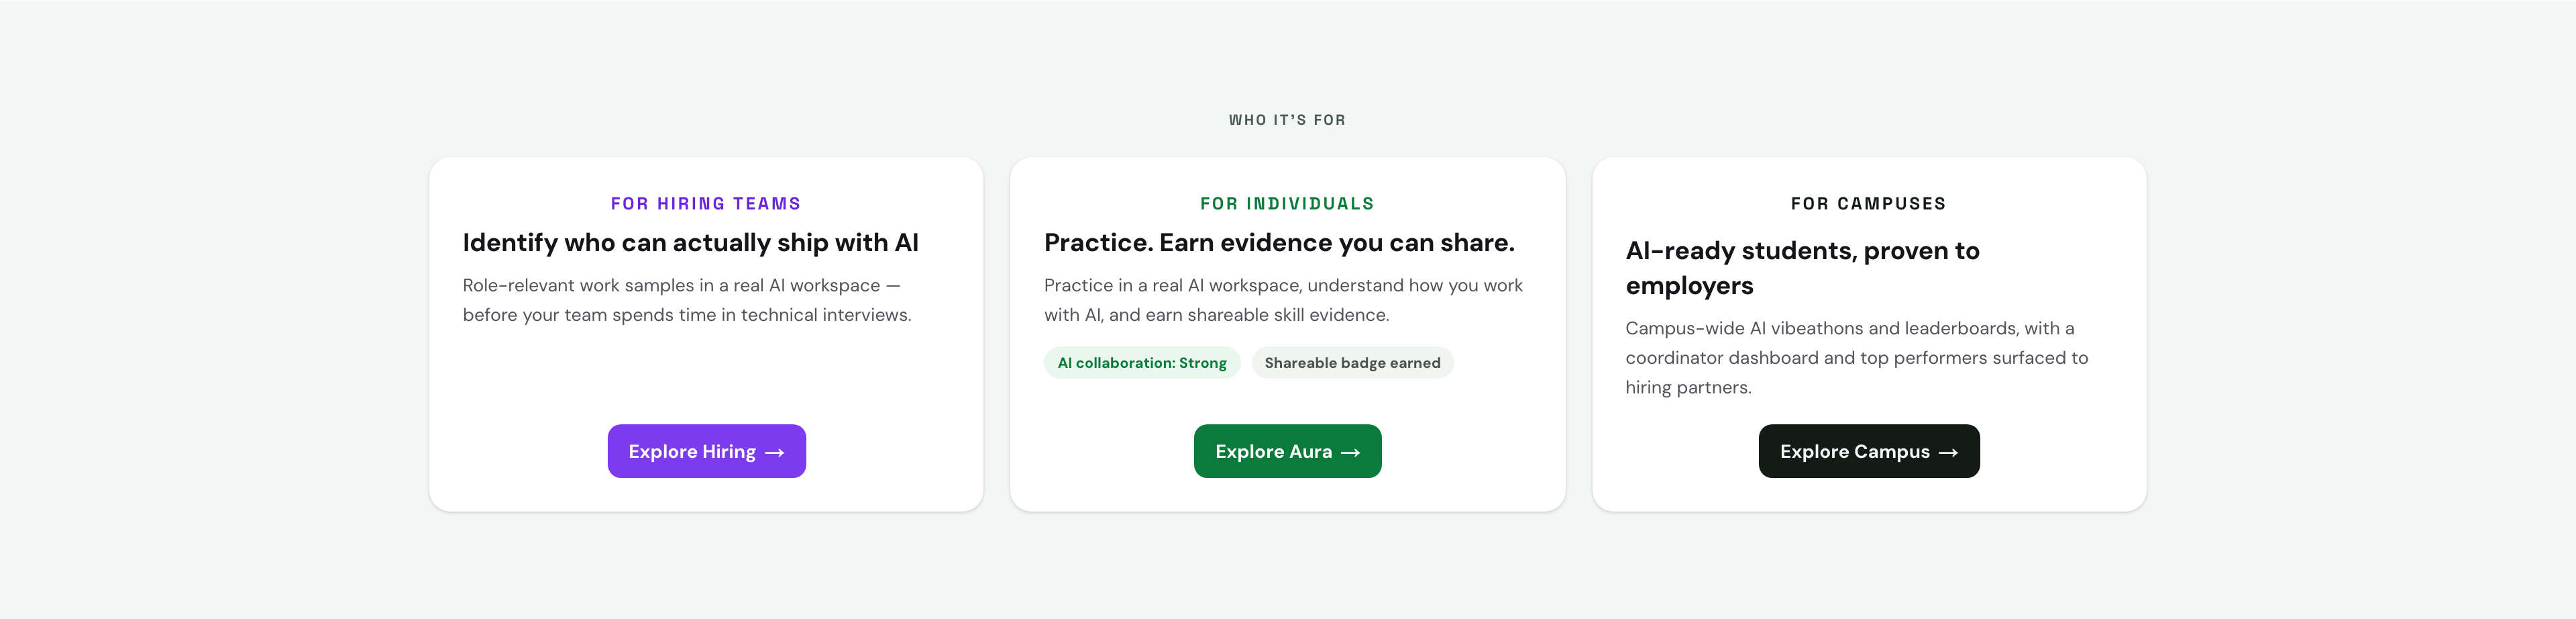 WHO IT’S FOR
FOR HIRING TEAMS
Identify who can actually ship with AI
Role-relevant work samples in a real AI workspace —
before your team spends time in technical interviews.
Explore Hiring →
FOR INDIVIDUALS
Practice. Earn evidence you can share.
Practice in a real AI workspace, understand how you work
with AI, and earn shareable skill evidence.
AI collaboration: Strong
Shareable badge earned
Explore Aura →
FOR CAMPUSES
AI-ready students, proven to
employers
Campus-wide AI vibeathons and leaderboards, with a
coordinator dashboard and top performers surfaced to
hiring partners.
Explore Campus →